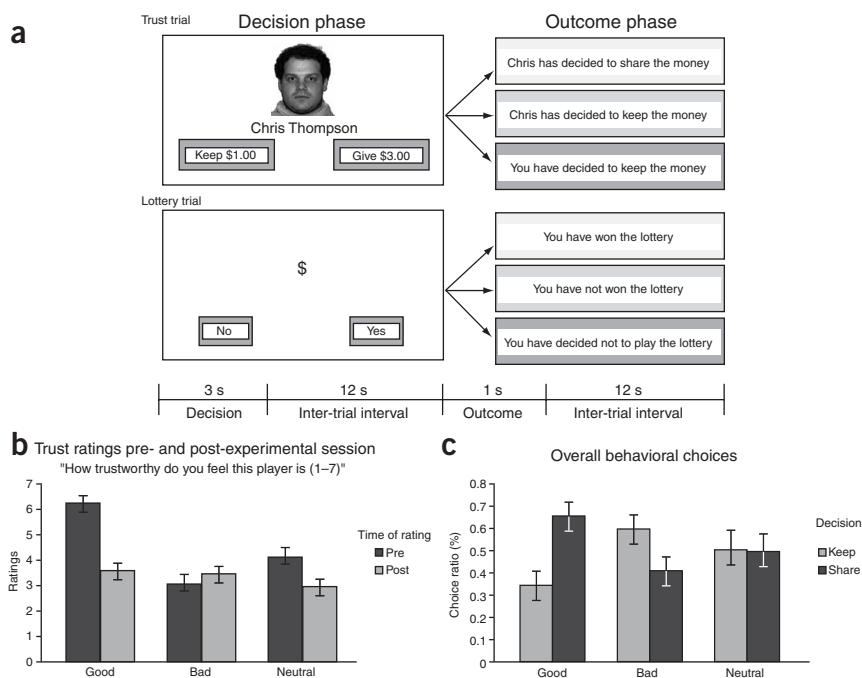 a
Trust trial
Decision phase
Outcome phase
Chris Thompson
Keep $1.00
Give $3.00
Chris has decided to share the money
Chris has decided to keep the money
You have decided to keep the money
Lottery trial
$
No
Yes
You have won the lottery
You have not won the lottery
You have decided not to play the lottery
3 s
12 s
1 s
12 s
Decision
Inter-trial interval
Outcome
Inter-trial interval
b
Trust ratings pre- and post-experimental session
"How trustworthy do you feel this player is (1–7)"
7
6
5
4
3
2
1
0
Ratings
Good
Bad
Neutral
Time of rating
Pre
Post
c
Overall behavioral choices
0.8
0.7
0.6
0.5
0.4
0.3
0.2
0.1
0
Choice ratio (%)
Good
Bad
Neutral
Decision
Keep
Share